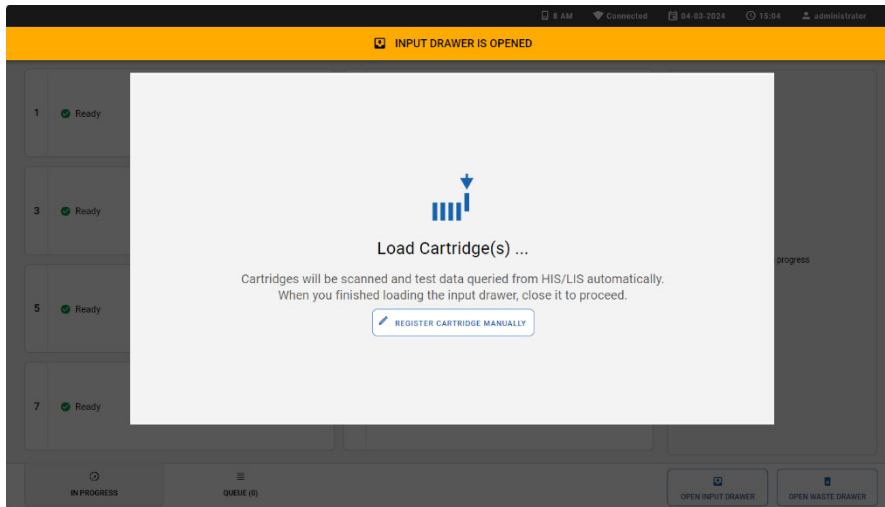 8 AM Connected 04-03-2024 15:04 administrator
INPUT DRAWER IS OPENED
1 Ready
3 Ready
progress
5 Ready
7 Ready
Load Cartridge(s) ...
Cartridges will be scanned and test data queried from HIS/LIS automatically.
When you finished loading the input drawer, close it to proceed.
REGISTER CARTRIDGE MANUALLY
IN PROGRESS
QUEUE (0)
OPEN INPUT DRAWER
OPEN WASTE DRAWER